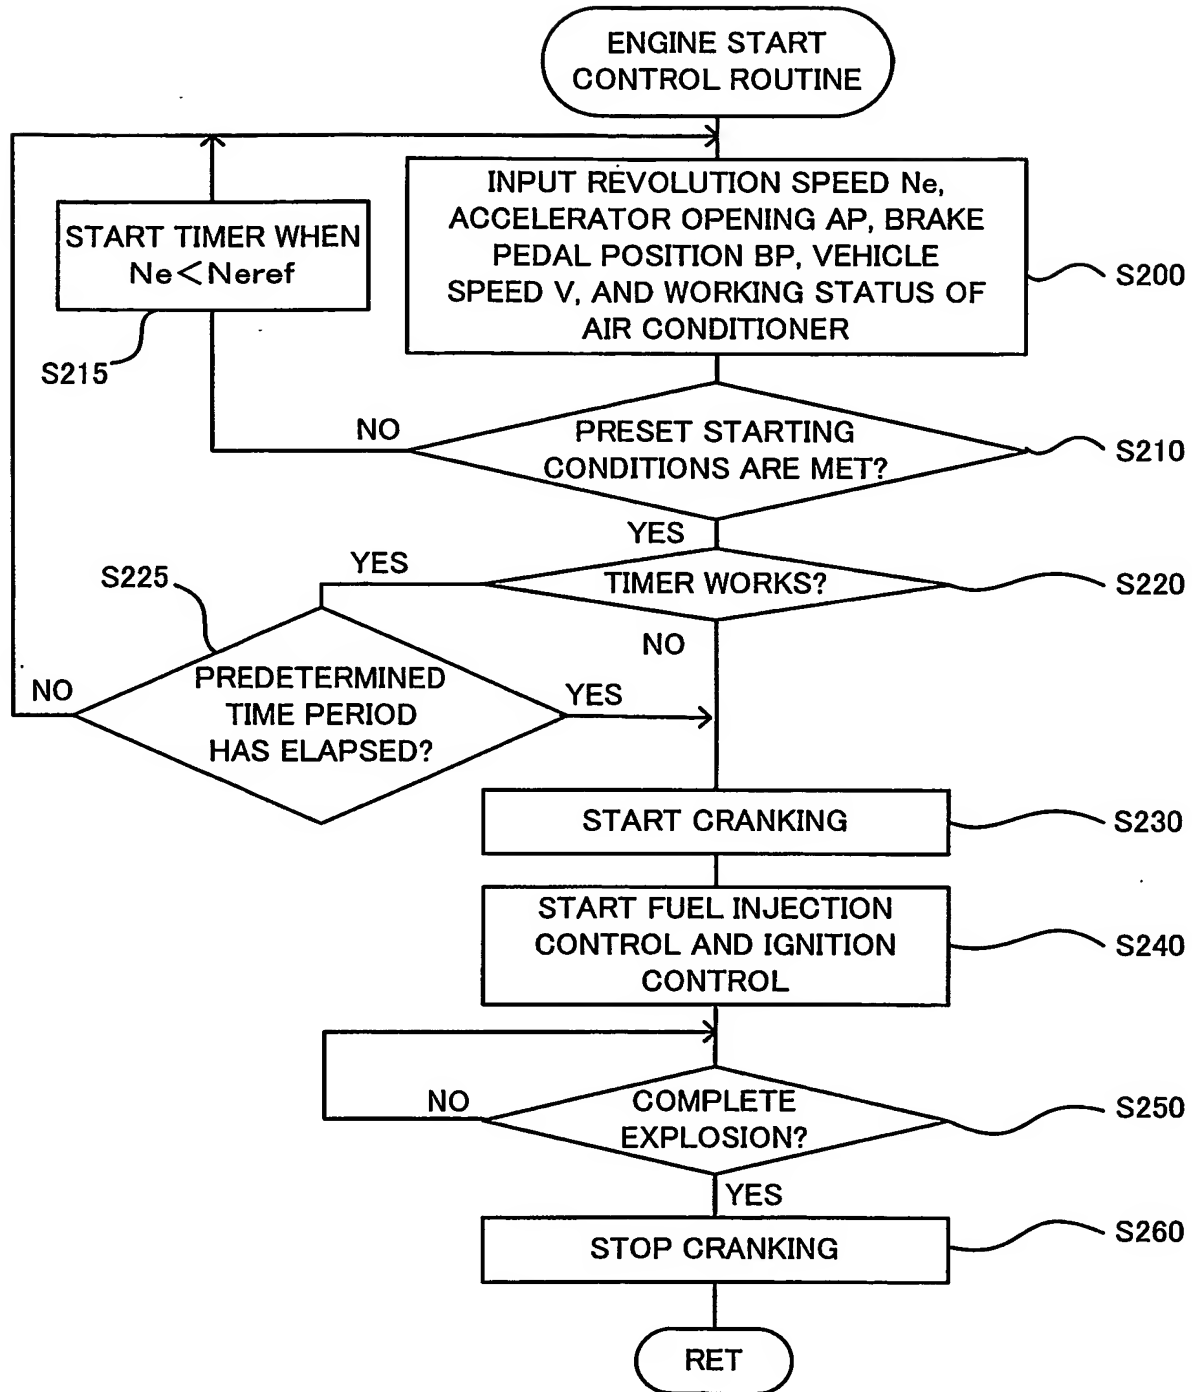 ENGINE START
CONTROL ROUTINE
INPUT REVOLUTION SPEED Ne,
ACCELERATOR OPENING AP, BRAKE
PEDAL POSITION BP, VEHICLE
SPEED V, AND WORKING STATUS OF
AIR CONDITIONER
S200
START TIMER WHEN
Ne<Neref
S215
NO
PRESET STARTING
CONDITIONS ARE MET?
S210
YES
YES
TIMER WORKS?
S220
S225
NO
NO
PREDETERMINED
TIME PERIOD
HAS ELAPSED?
YES
START CRANKING
S230
START FUEL INJECTION
CONTROL AND IGNITION
CONTROL
S240
NO
COMPLETE
EXPLOSION?
S250
YES
STOP CRANKING
S260
RET